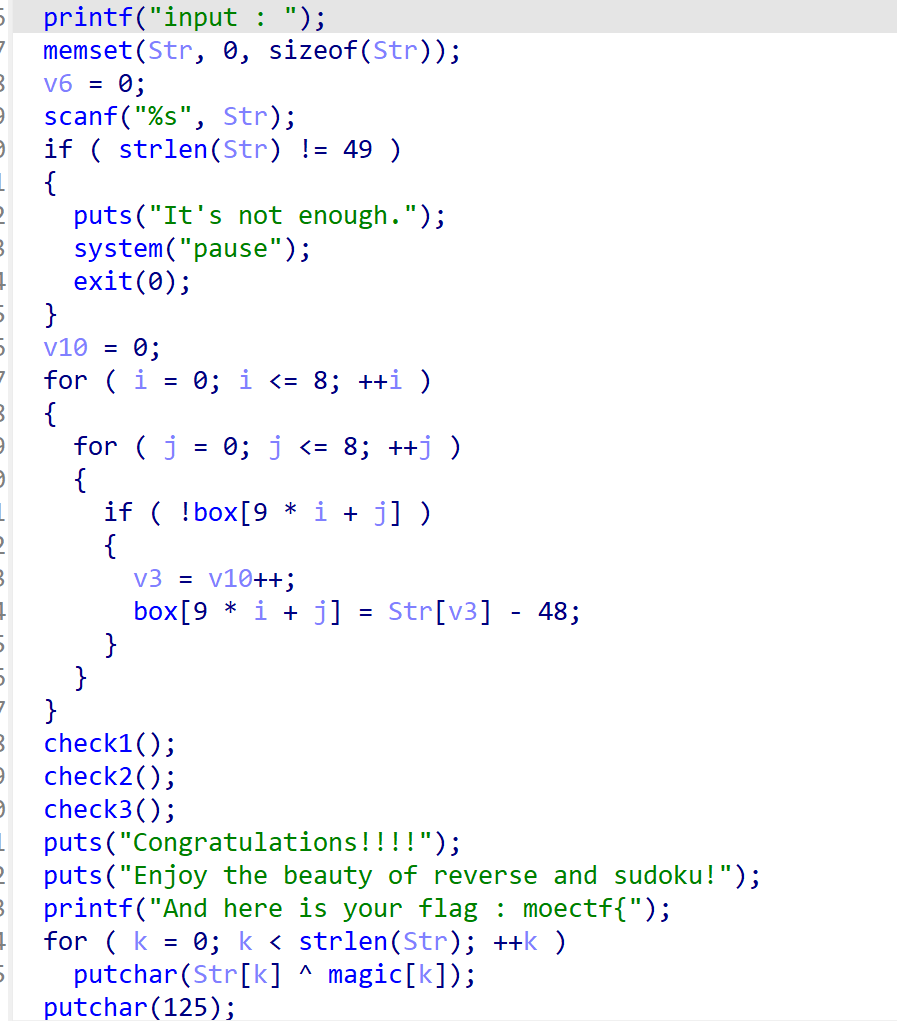 printf("input : ");
memset(Str, 0, sizeof(Str));
v6 = 0;
scanf("%s", Str);
if ( strlen(Str) != 49 )
{
puts("It's not enough.");
system("pause");
exit(0);
}
v10 = 0;
for ( i = 0; i <= 8; ++i )
{
for ( j = 0; j <= 8; ++j )
{
if ( !box[9 * i + j] )
{
v3 = v10++;
box[9 * i + j] = Str[v3] - 48;
}
}
}
check1();
check2();
check3();
puts("Congratulations!!!!");
puts("Enjoy the beauty of reverse and sudoku!");
printf("And here is your flag : moectf{");
for ( k = 0; k < strlen(Str); ++k )
putchar(Str[k] ^ magic[k]);
putchar(125);